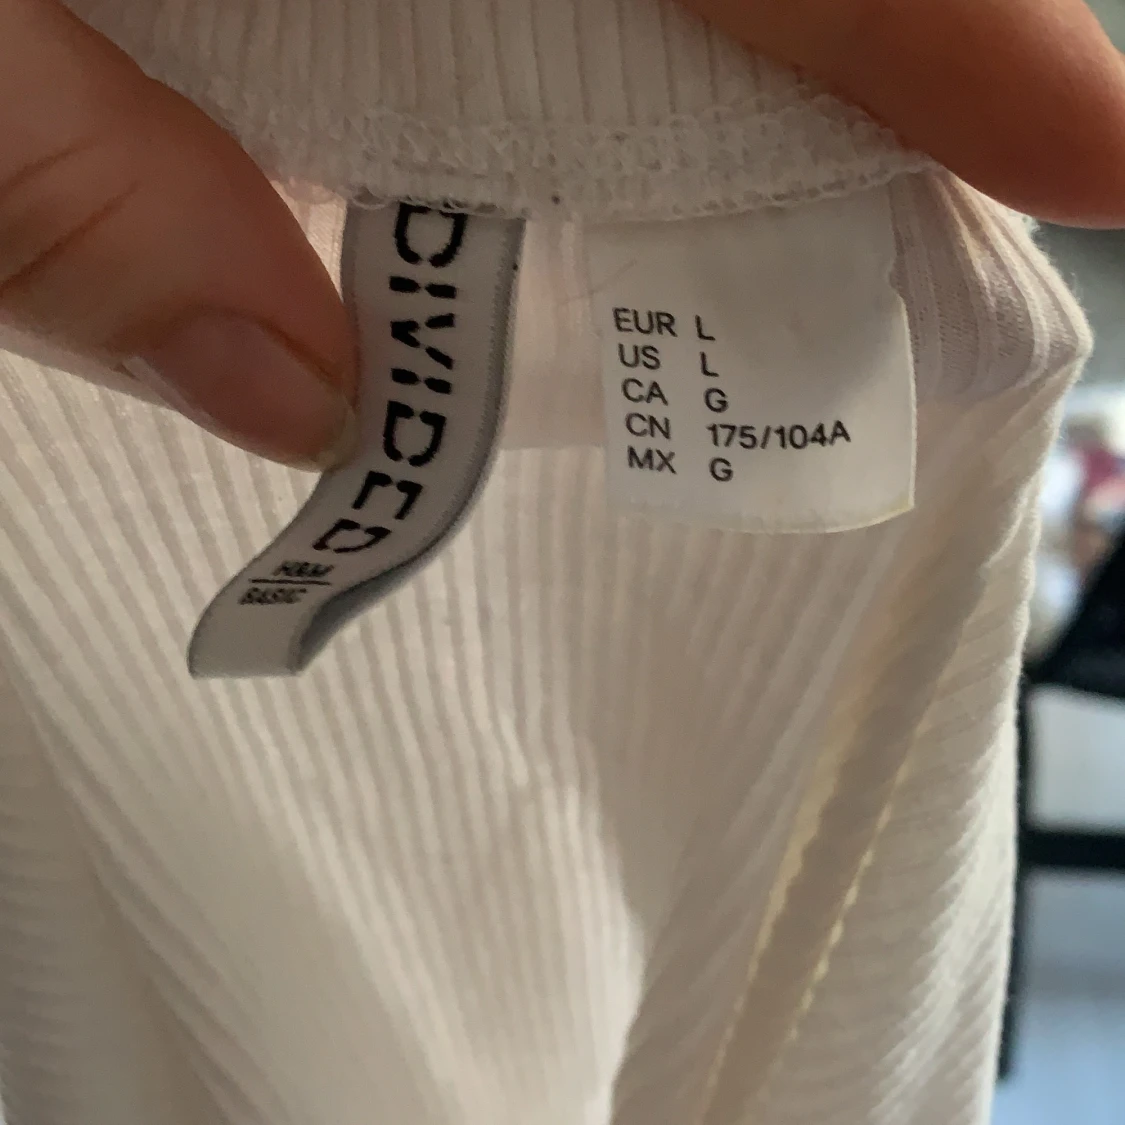 DIVIDED
H&M
BASIC
EUR L
US L
CA G
CN 175/104A
MX G